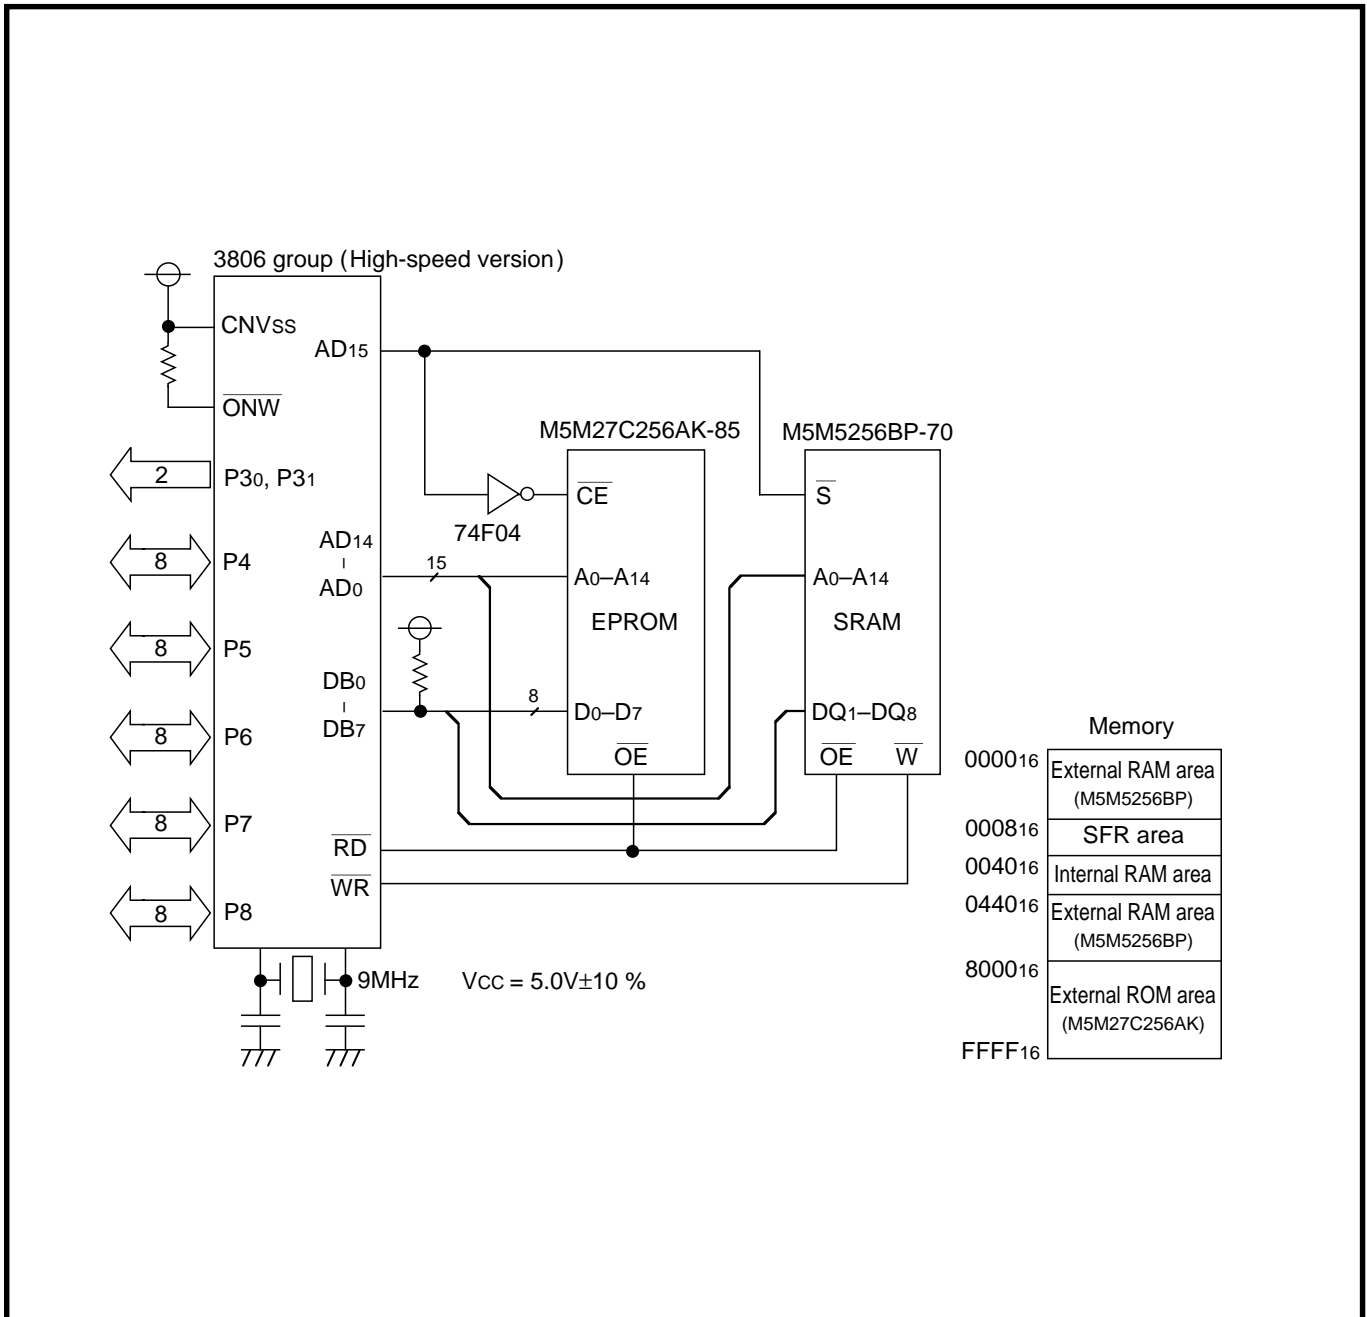 3806 group (High-speed version)
CNVSS
AD15
ONW
M5M27C256AK-85
M5M5256BP-70
2
P30, P31
CE
S
74F04
8
P4
AD14
AD0
15
A0–A14
A0–A14
EPROM
SRAM
8
P5
DB0
DB7
8
D0–D7
DQ1–DQ8
OE
OE
W
8
P6
8
P7
RD
WR
8
P8
9MHz
VCC = 5.0V±10 %
Memory
000016
External RAM area
(M5M5256BP)
000816
SFR area
004016
Internal RAM area
044016
External RAM area
(M5M5256BP)
800016
External ROM area
(M5M27C256AK)
FFFF16